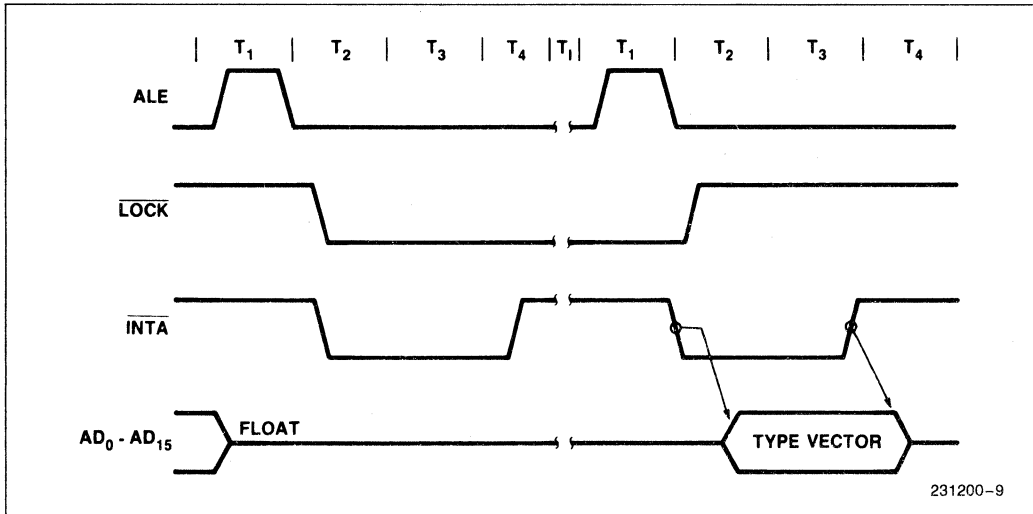 | T₁ | T₂ | T₃ | T₄ | Tᵢ | T₁ | T₂ | T₃ | T₄ |
ALE
LOCK
INTA
AD₀ - AD₁₅
FLOAT
TYPE VECTOR
231200-9